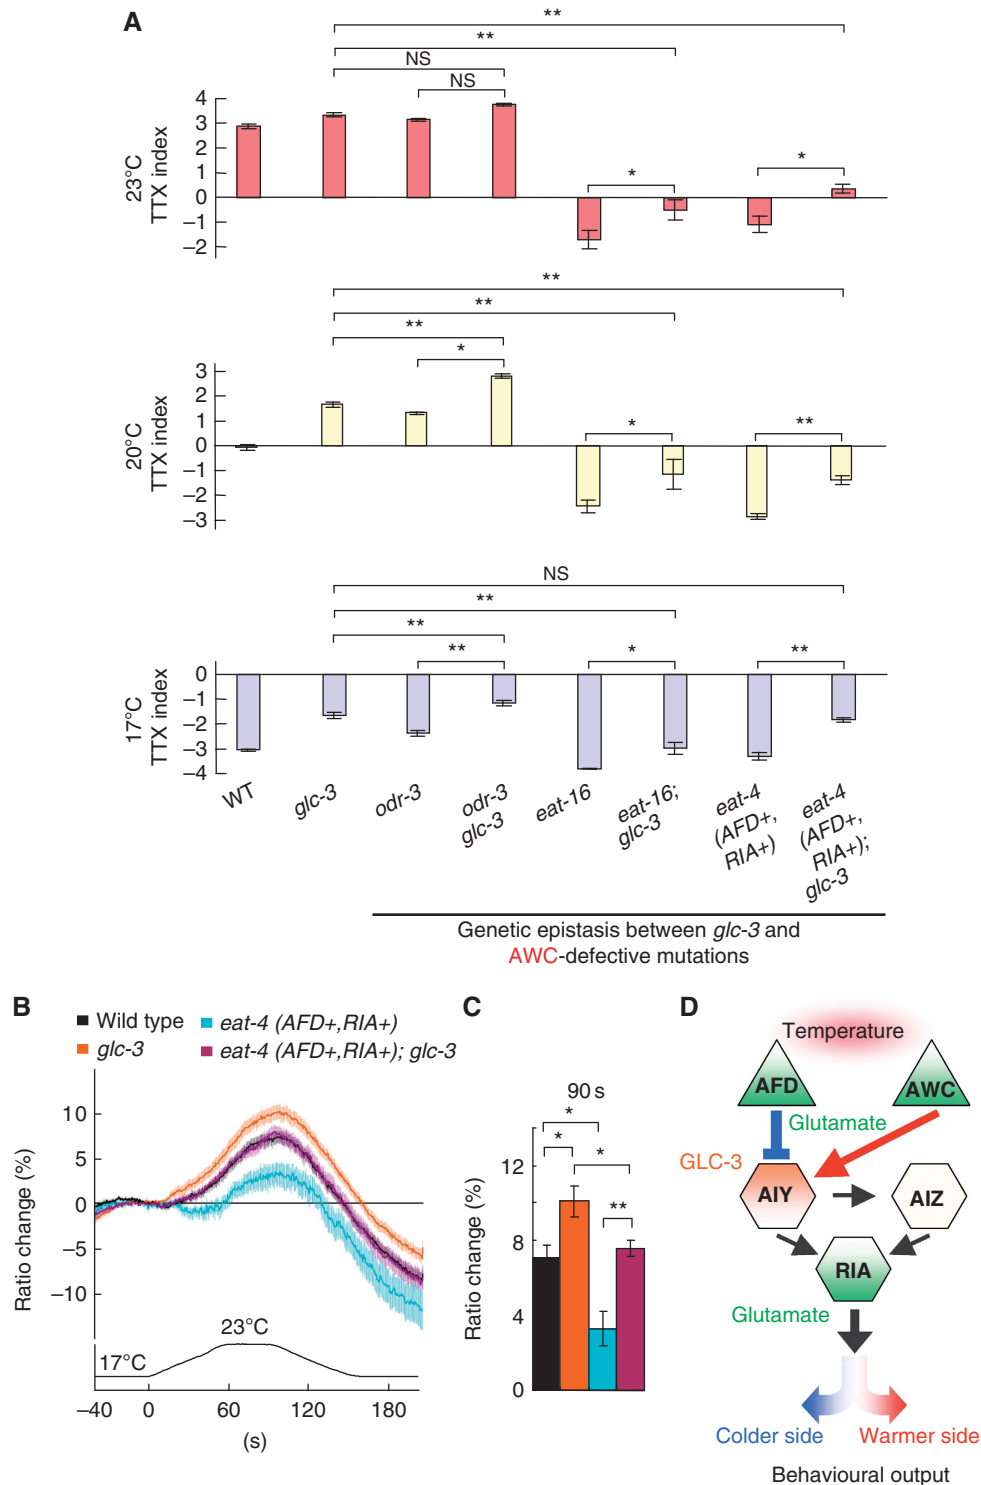 A
**
**
NS
NS
4
3
2
1
0
−1
−2
23°C
TTX index
*
*
**
**
**
*
3
2
1
0
−1
−2
−3
20°C
TTX index
*
**
NS
**
**
**
*
**
0
−1
−2
−3
−4
17°C
TTX index
WT
glc-3
odr-3
odr-3
glc-3
eat-16
eat-16;
glc-3
eat-4
(AFD+,
RIA+)
eat-4
(AFD+,
RIA+);
glc-3
Genetic epistasis between glc-3 and
AWC-defective mutations
B
Wild type
glc-3
eat-4 (AFD+,RIA+)
eat-4 (AFD+,RIA+); glc-3
10
5
0
−5
−10
Ratio change (%)
17°C
23°C
−40
0
60
120
180
(s)
C
90 s
*
*
*
**
12
8
4
0
Ratio change (%)
D
Temperature
AFD
AWC
Glutamate
GLC-3
AIY
AIZ
RIA
Glutamate
Colder side
Warmer side
Behavioural output